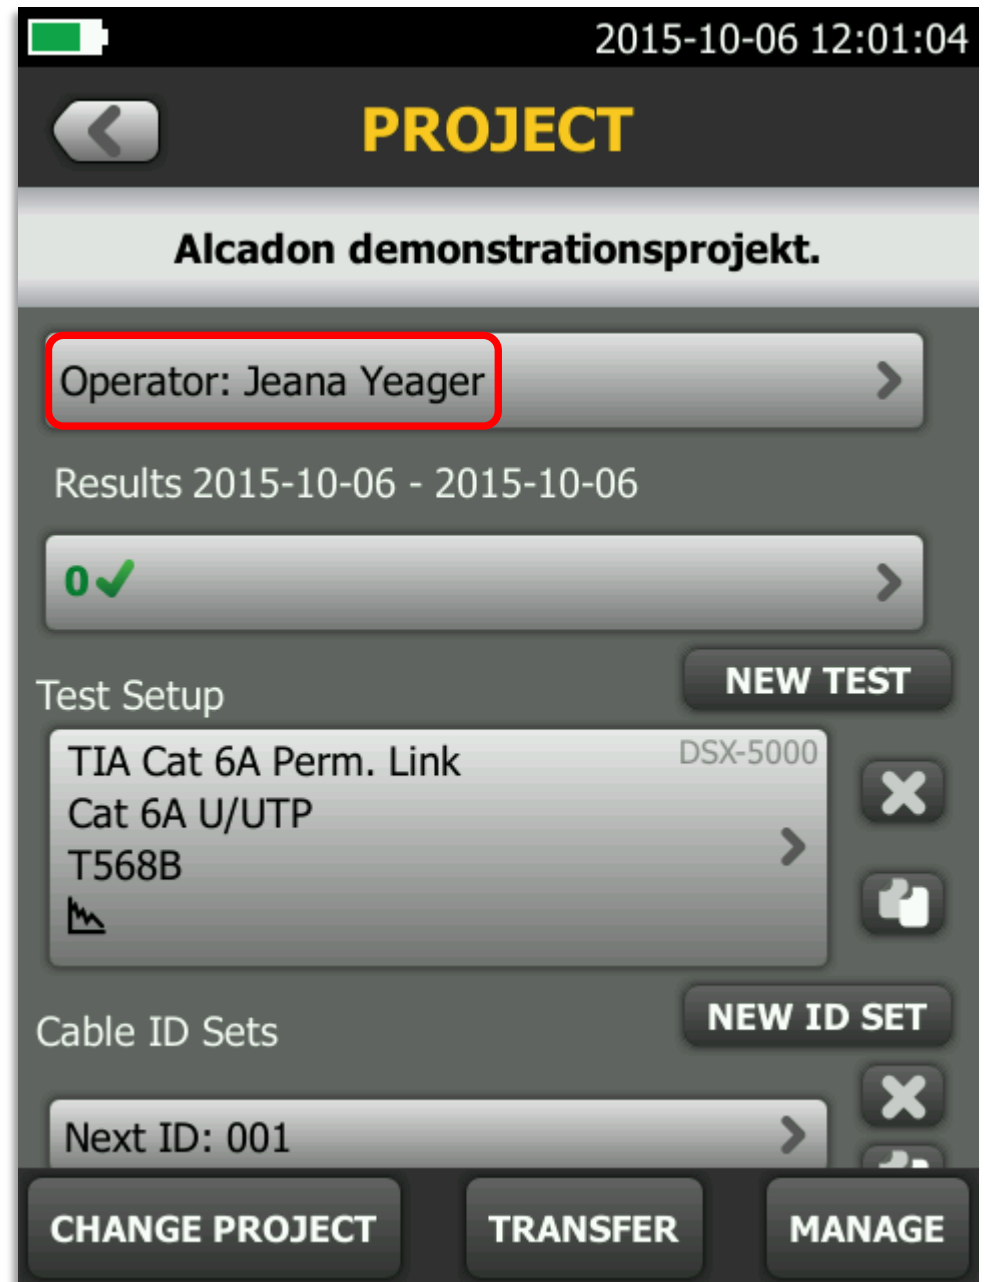 2015-10-06 12:01:04
PROJECT
Alcadon demonstrationsprojekt.
Operator: Jeana Yeager
Results 2015-10-06 - 2015-10-06
0
NEW TEST
Test Setup
TIA Cat 6A Perm. Link
DSX-5000
Cat 6A U/UTP
T568B
NEW ID SET
Cable ID Sets
Next ID: 001
CHANGE PROJECT
TRANSFER
MANAGE